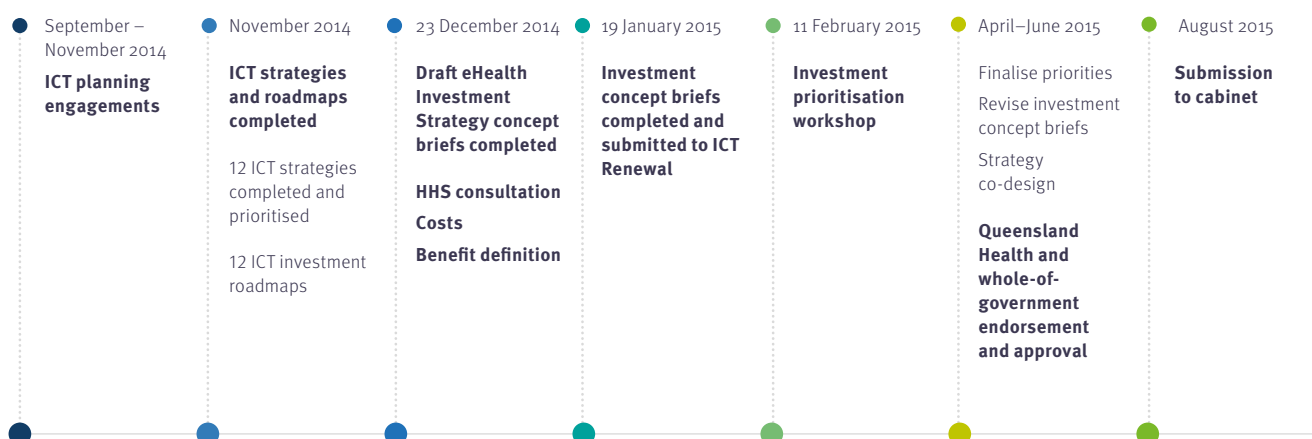 September –
November 2014
ICT planning
engagements
November 2014
ICT strategies
and roadmaps
completed
12 ICT strategies
completed and
prioritised
12 ICT investment
roadmaps
23 December 2014
Draft eHealth
Investment
Strategy concept
briefs completed
HHS consultation
Costs
Benefit definition
19 January 2015
Investment
concept briefs
completed and
submitted to ICT
Renewal
11 February 2015
Investment
prioritisation
workshop
April–June 2015
Finalise priorities
Revise investment
concept briefs
Strategy
co-design
Queensland
Health and
whole-of-
government
endorsement
and approval
August 2015
Submission
to cabinet